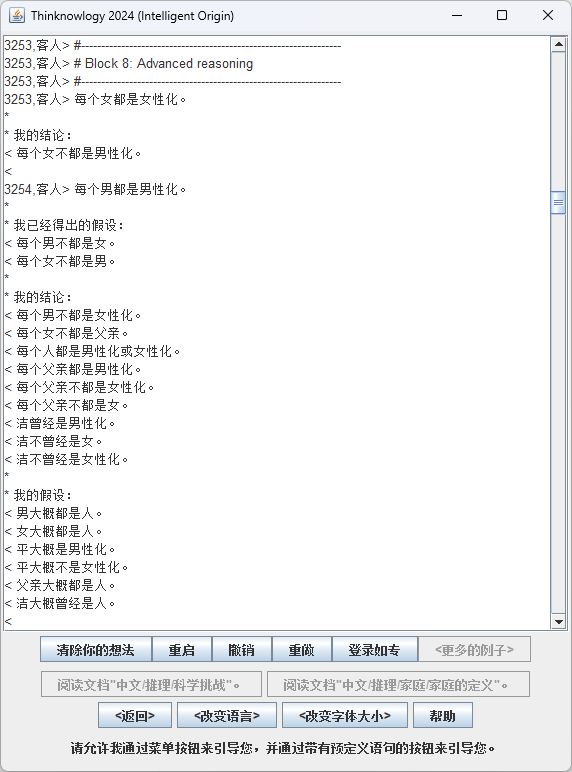 Thinknowlogy 2024 (Intelligent Origin)
3253,客人> #----------------------------------------------------------------
3253,客人> # Block 8: Advanced reasoning
3253,客人> #----------------------------------------------------------------
3253,客人> 每个女都是女性化。
*
* 我的结论：
< 每个女不都是男性化。
<
3254,客人> 每个男都是男性化。
*
* 我已经得出的假设：
< 每个男不都是女。
< 每个女不都是男。
*
* 我的结论：
< 每个男不都是女性化。
< 每个女不都是父亲。
< 每个人都是男性化或女性化。
< 每个父亲都是男性化。
< 每个父亲不都是女性化。
< 每个父亲不都是女。
< 洁曾经是男性化。
< 洁不曾经是女。
< 洁不曾经是女性化。
*
* 我的假设：
< 男大概都是人。
< 女大概都是人。
< 平大概是男性化。
< 平大概不是女性化。
< 父亲大概都是人。
< 洁大概曾经是人。
<
清除你的想法 重启 撤销 重做 登录如专 <更多的例子>
阅读文档"中文/推理/科学挑战"。 阅读文档"中文/推理/家庭/家庭的定义"。
<返回> <改变语言> <改变字体大小> 帮助
请允许我通过菜单按钮来引导您，并通过带有预定义语句的按钮来引导您。